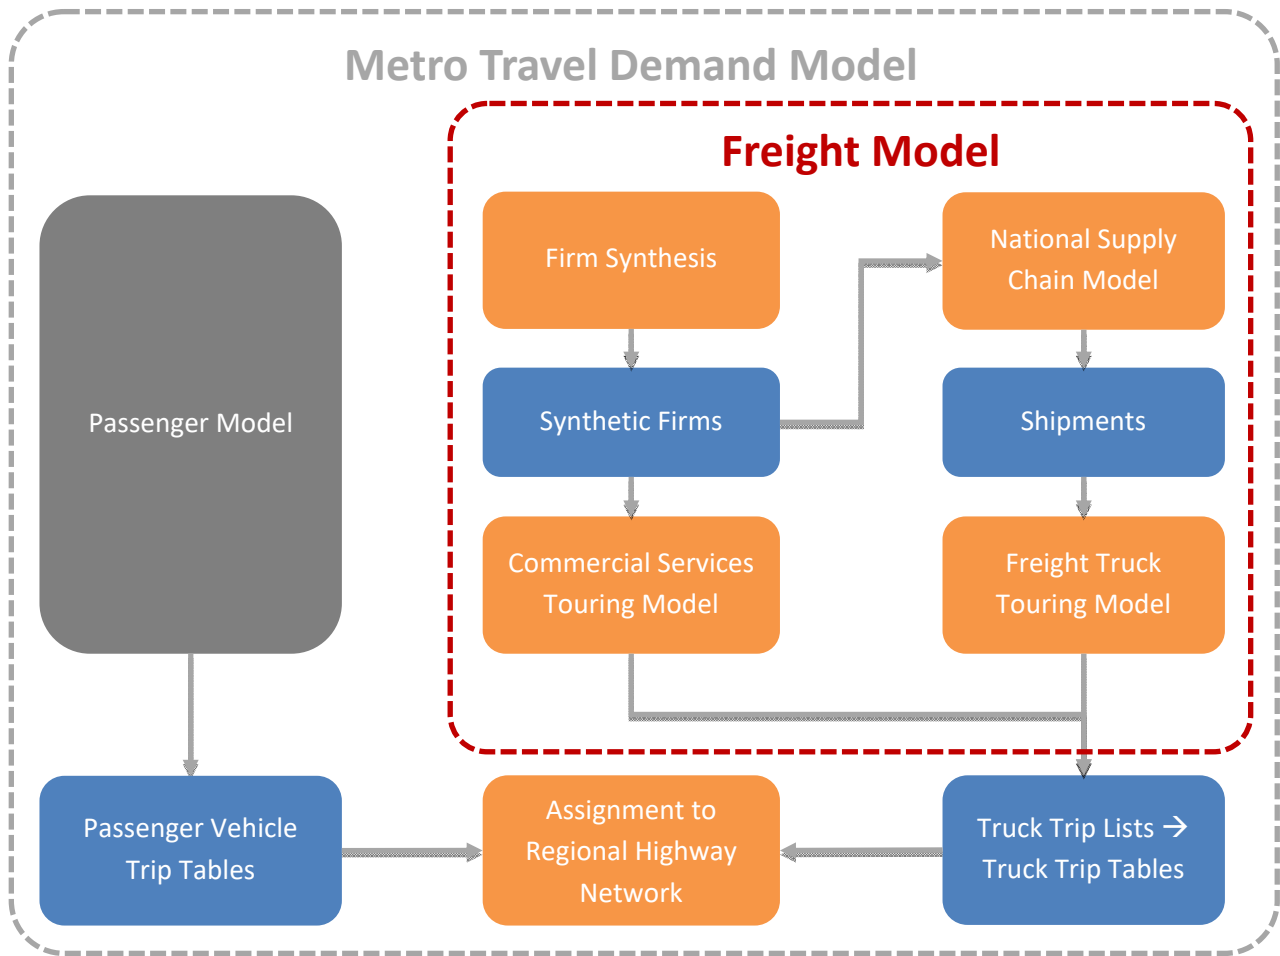 Metro Travel Demand Model
Freight Model
Passenger Model
Firm Synthesis
National Supply
Chain Model
Synthetic Firms
Shipments
Commercial Services
Touring Model
Freight Truck
Touring Model
Passenger Vehicle
Trip Tables
Assignment to
Regional Highway
Network
Truck Trip Lists →
Truck Trip Tables